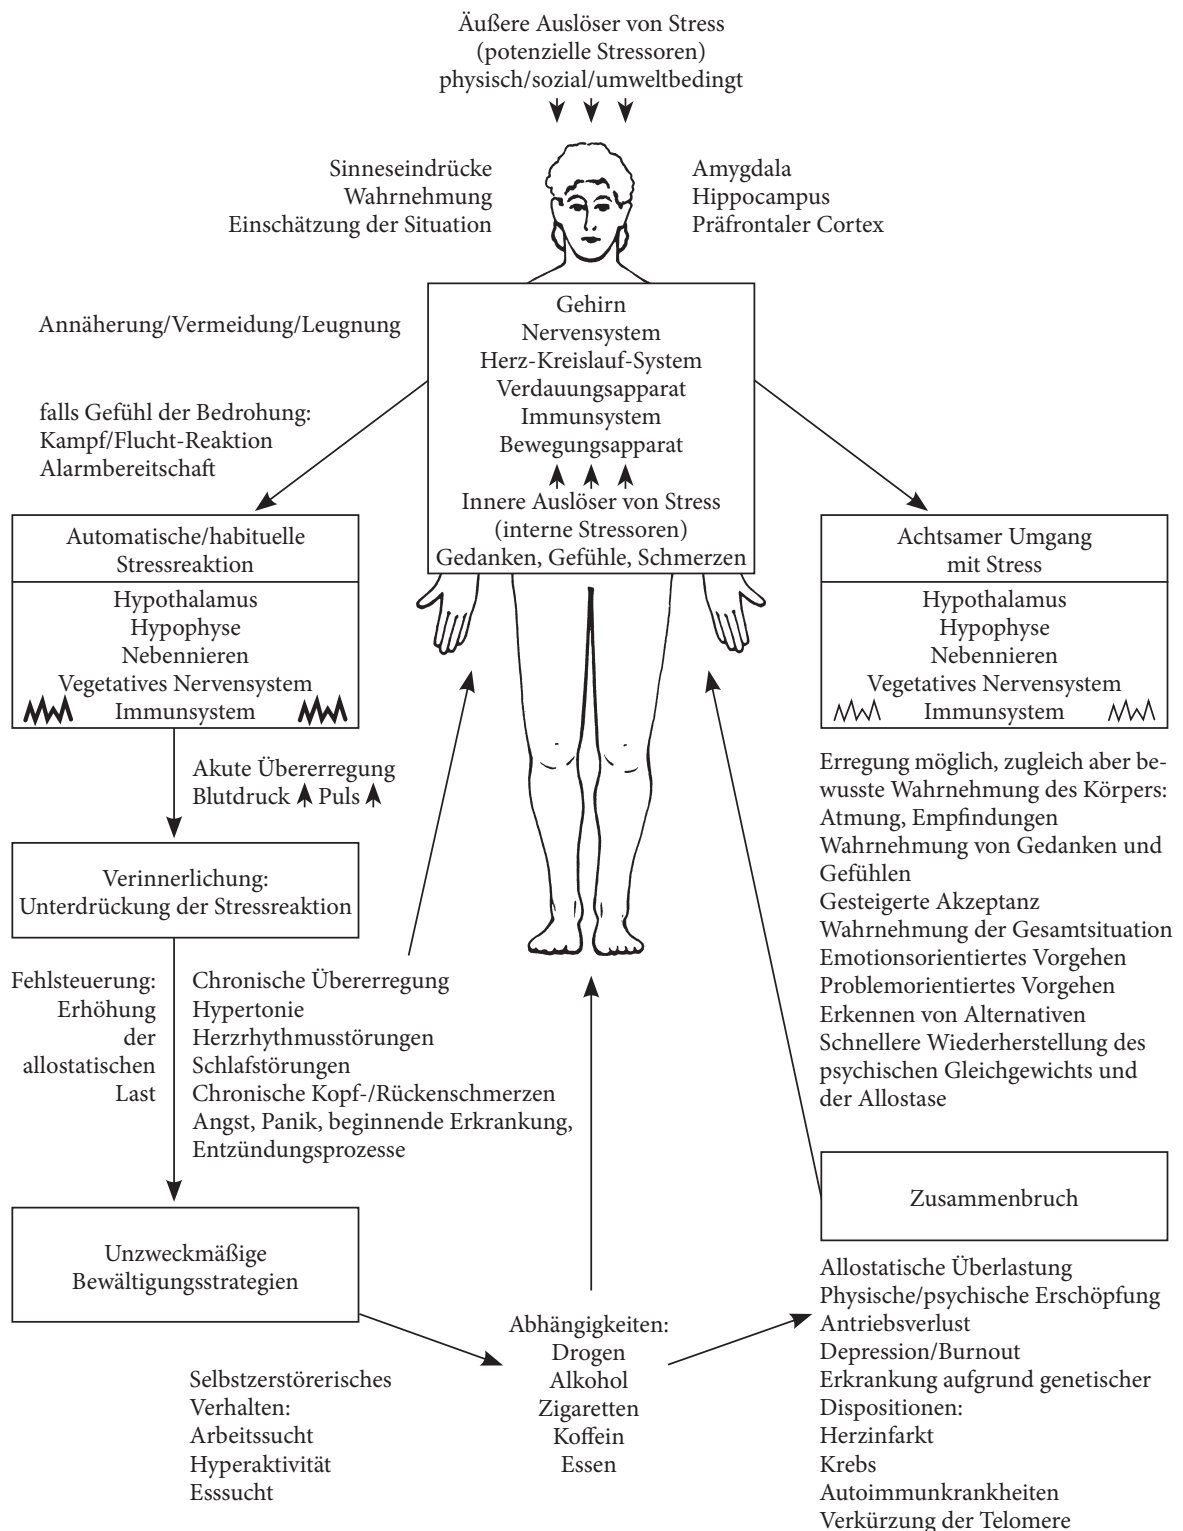 Äußere Auslöser von Stress
(potenzielle Stressoren)
physisch/sozial/umweltbedingt
Sinneseindrücke
Wahrnehmung
Einschätzung der Situation
Amygdala
Hippocampus
Präfrontaler Cortex
Gehirn
Nervensystem
Herz-Kreislauf-System
Verdauungsapparat
Immunsystem
Bewegungsapparat
Innere Auslöser von Stress
(interne Stressoren)
Gedanken, Gefühle, Schmerzen
Annäherung/Vermeidung/Leugnung
falls Gefühl der Bedrohung:
Kampf/Flucht-Reaktion
Alarmbereitschaft
Automatische/habituelle
Stressreaktion
Hypothalamus
Hypophyse
Nebennieren
Vegetatives Nervensystem
Immunsystem
Akute Übererregung
Blutdruck Puls
Verinnerlichung:
Unterdrückung der Stressreaktion
Fehlsteuerung:
Erhöhung
der
allostatischen
Last
Chronische Übererregung
Hypertonie
Herzrhythmusstörungen
Schlafstörungen
Chronische Kopf-/Rückenschmerzen
Angst, Panik, beginnende Erkrankung,
Entzündungsprozesse
Unzweckmäßige
Bewältigungsstrategien
Selbstzerstörerisches
Verhalten:
Arbeitssucht
Hyperaktivität
Esssucht
Abhängigkeiten:
Drogen
Alkohol
Zigaretten
Koffein
Essen
Achtsamer Umgang
mit Stress
Hypothalamus
Hypophyse
Nebennieren
Vegetatives Nervensystem
Immunsystem
Erregung möglich, zugleich aber be-
wusste Wahrnehmung des Körpers:
Atmung, Empfindungen
Wahrnehmung von Gedanken und
Gefühlen
Gesteigerte Akzeptanz
Wahrnehmung der Gesamtsituation
Emotionsorientiertes Vorgehen
Problemorientiertes Vorgehen
Erkennen von Alternativen
Schnellere Wiederherstellung des
psychischen Gleichgewichts und
der Allostase
Zusammenbruch
Allostatische Überlastung
Physische/psychische Erschöpfung
Antriebsverlust
Depression/Burnout
Erkrankung aufgrund genetischer
Dispositionen:
Herzinfarkt
Krebs
Autoimmunkrankheiten
Verkürzung der Telomere